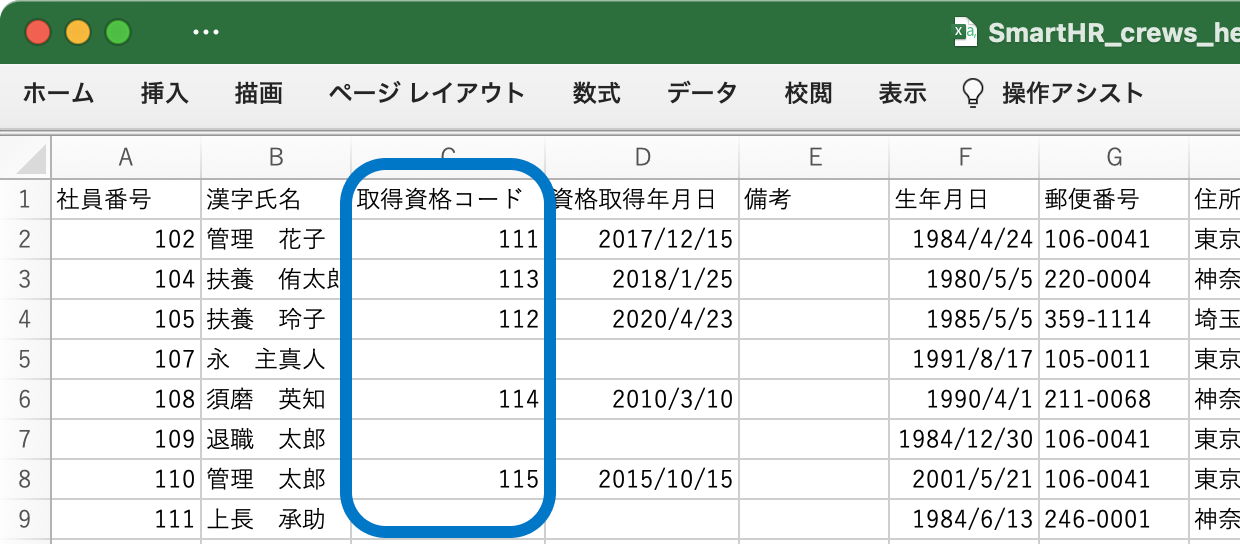 … SmartHR_crews_he
ホーム 挿入 描画 ページ レイアウト 数式 データ 校閲 表示 操作アシスト
A B C D E F G
1 社員番号 漢字氏名 取得資格コード 資格取得年月日 備考 生年月日 郵便番号 住所
2 102 管理　花子 111 2017/12/15 1984/4/24 106-0041 東京
3 104 扶養　侑太郎 113 2018/1/25 1980/5/5 220-0004 神奈
4 105 扶養　玲子 112 2020/4/23 1985/5/5 359-1114 埼玉
5 107 永　主真人 1991/8/17 105-0011 東京
6 108 須磨　英知 114 2010/3/10 1990/4/1 211-0068 神奈
7 109 退職　太郎 1984/12/30 106-0041 東京
8 110 管理　太郎 115 2015/10/15 2001/5/21 106-0041 東京
9 111 上長　承助 1984/6/13 246-0001 神奈